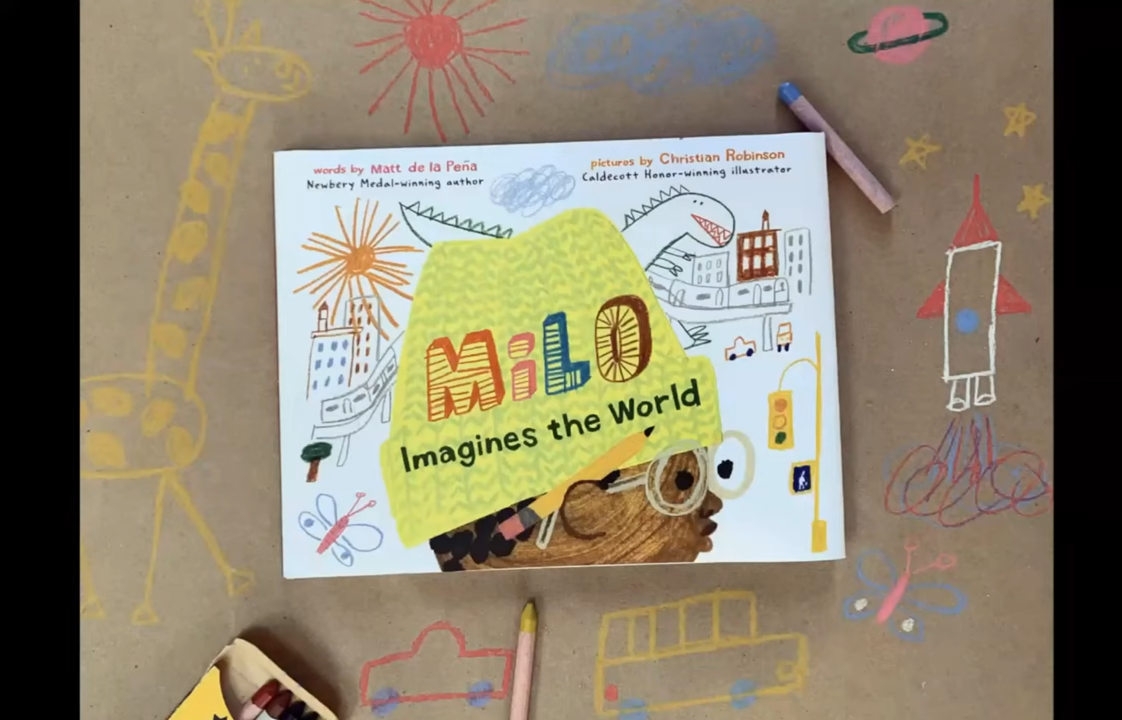 words by Matt de la Peña
Newbery Medal-winning author
pictures by Christian Robinson
Caldecott Honor-winning illustrator
MiLO
Imagines the World